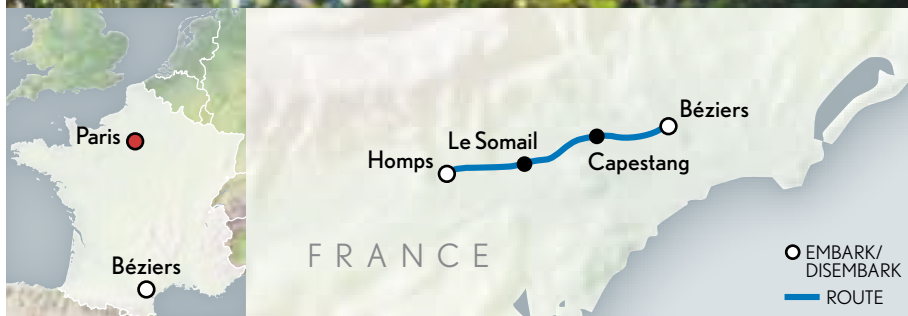 Paris
Béziers
Béziers
Le Somail
Homps
Capestang
FRANCE
EMBARK/
DISEMBARK
ROUTE